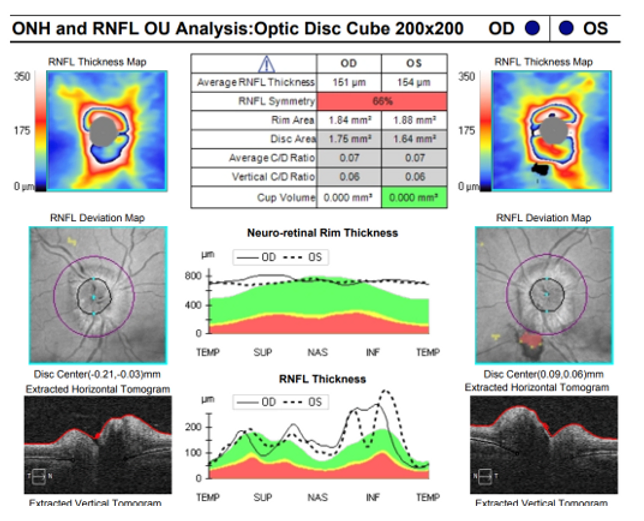 ONH and RNFL OU Analysis:Optic Disc Cube 200x200 OD OS
RNFL Thickness Map
350
175
0 µm
OD OS
Average RNFL Thickness 151 µm 154 µm
RNFL Symmetry 66%
Rim Area 1.84 mm² 1.88 mm²
Disc Area 1.75 mm² 1.64 mm²
Average C/D Ratio 0.07 0.07
Vertical C/D Ratio 0.06 0.06
Cup Volume 0.000 mm³ 0.000 mm³
RNFL Thickness Map
350
175
0 µm
RNFL Deviation Map
Disc Center(-0.21,-0.03)mm
Extracted Horizontal Tomogram
T N
Extracted Vertical Tomogram
Neuro-retinal Rim Thickness
µm
OD OS
800
400
0
TEMP SUP NAS INF TEMP
RNFL Thickness
µm
OD OS
200
100
0
TEMP SUP NAS INF TEMP
RNFL Deviation Map
Disc Center(0.09,0.06)mm
Extracted Horizontal Tomogram
N T
Extracted Vertical Tomogram